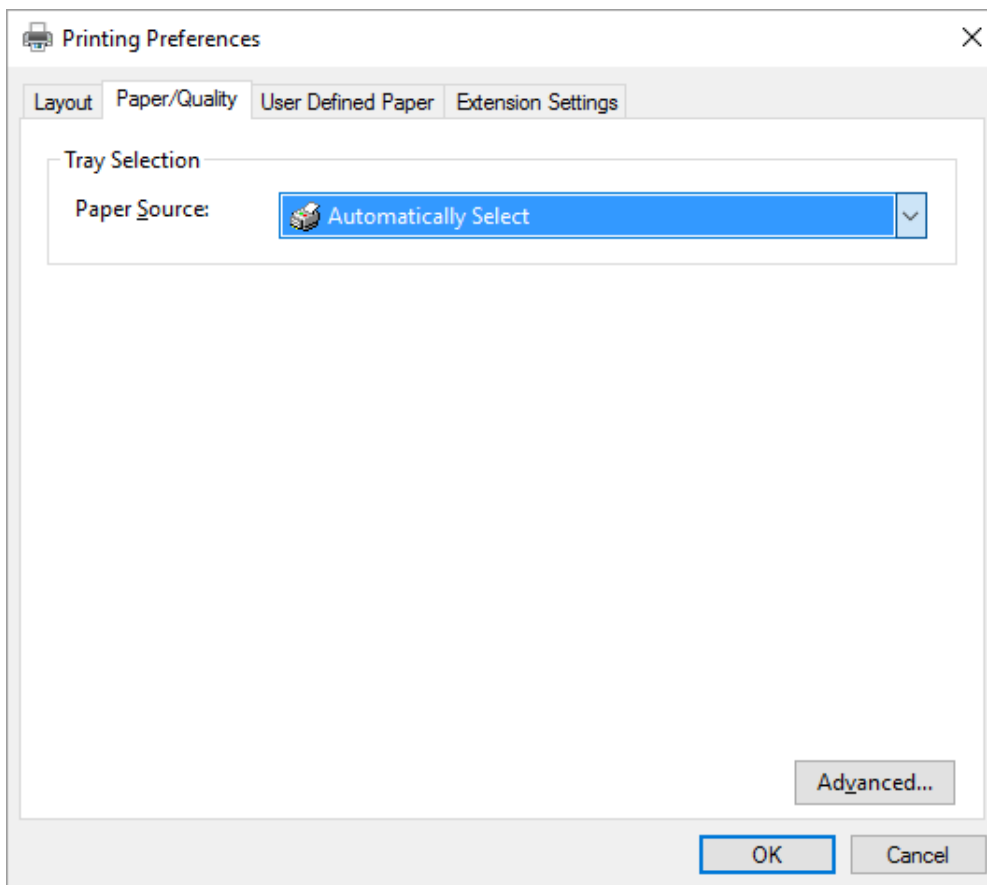 Printing Preferences
Layout Paper/Quality User Defined Paper Extension Settings
Tray Selection
Paper Source: Automatically Select
Advanced...
OK Cancel